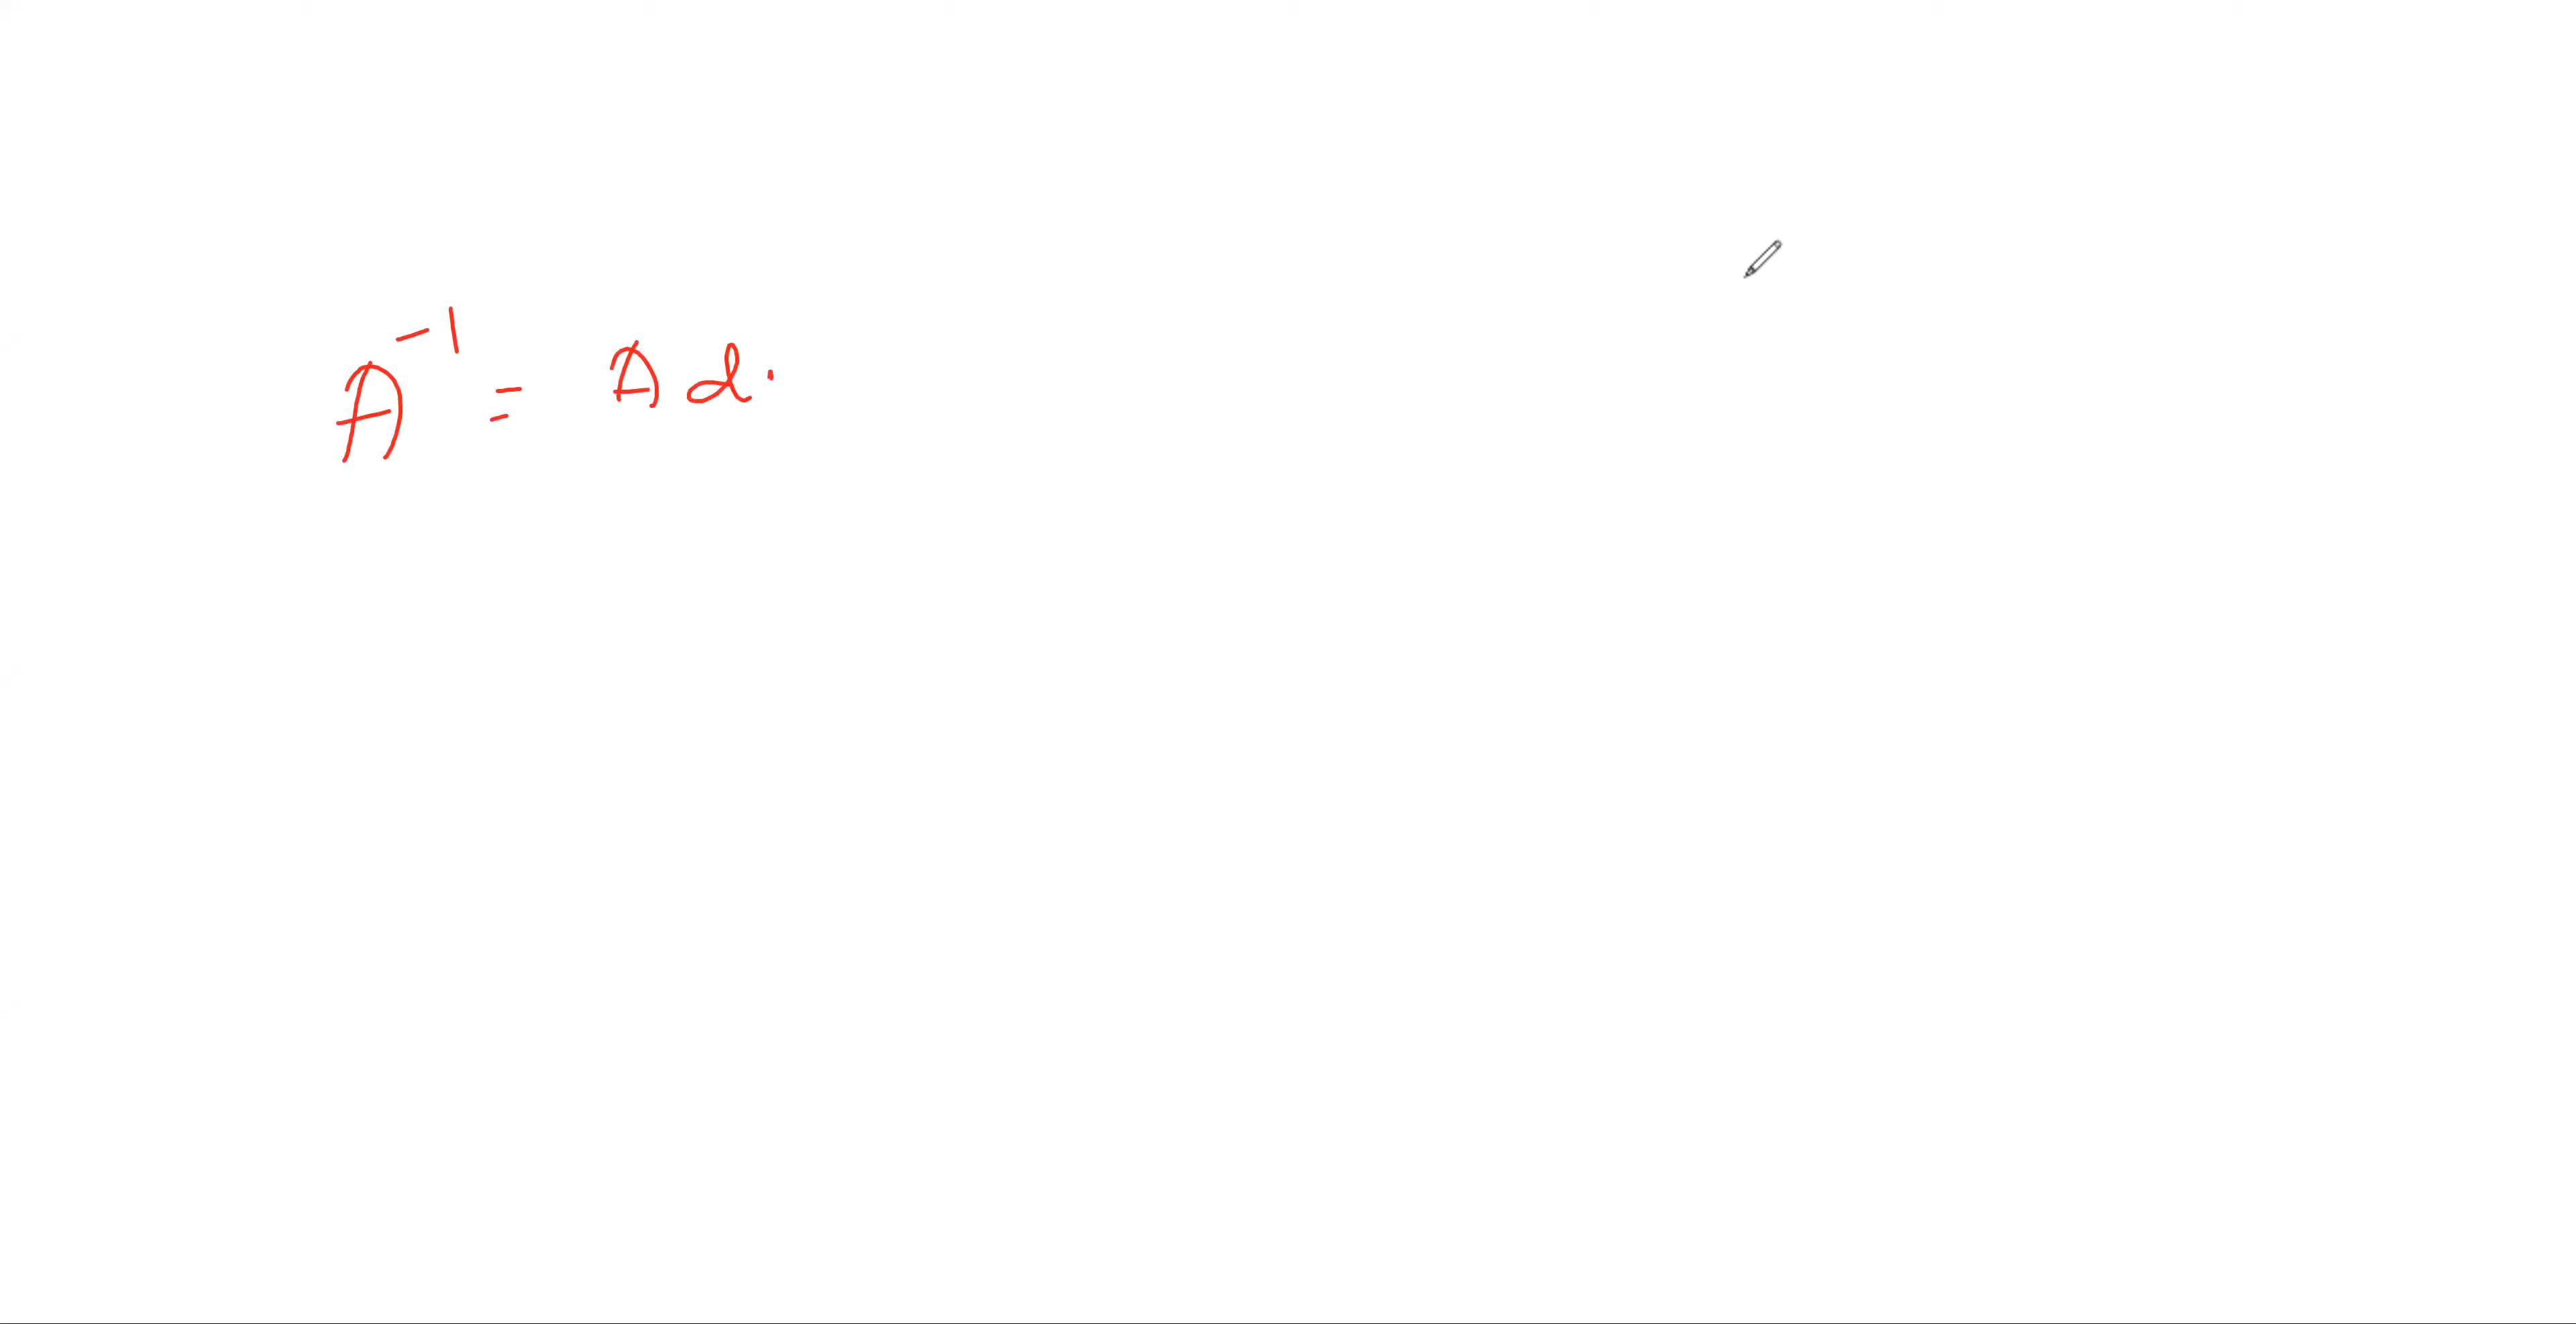 A⁻¹ = Ad.